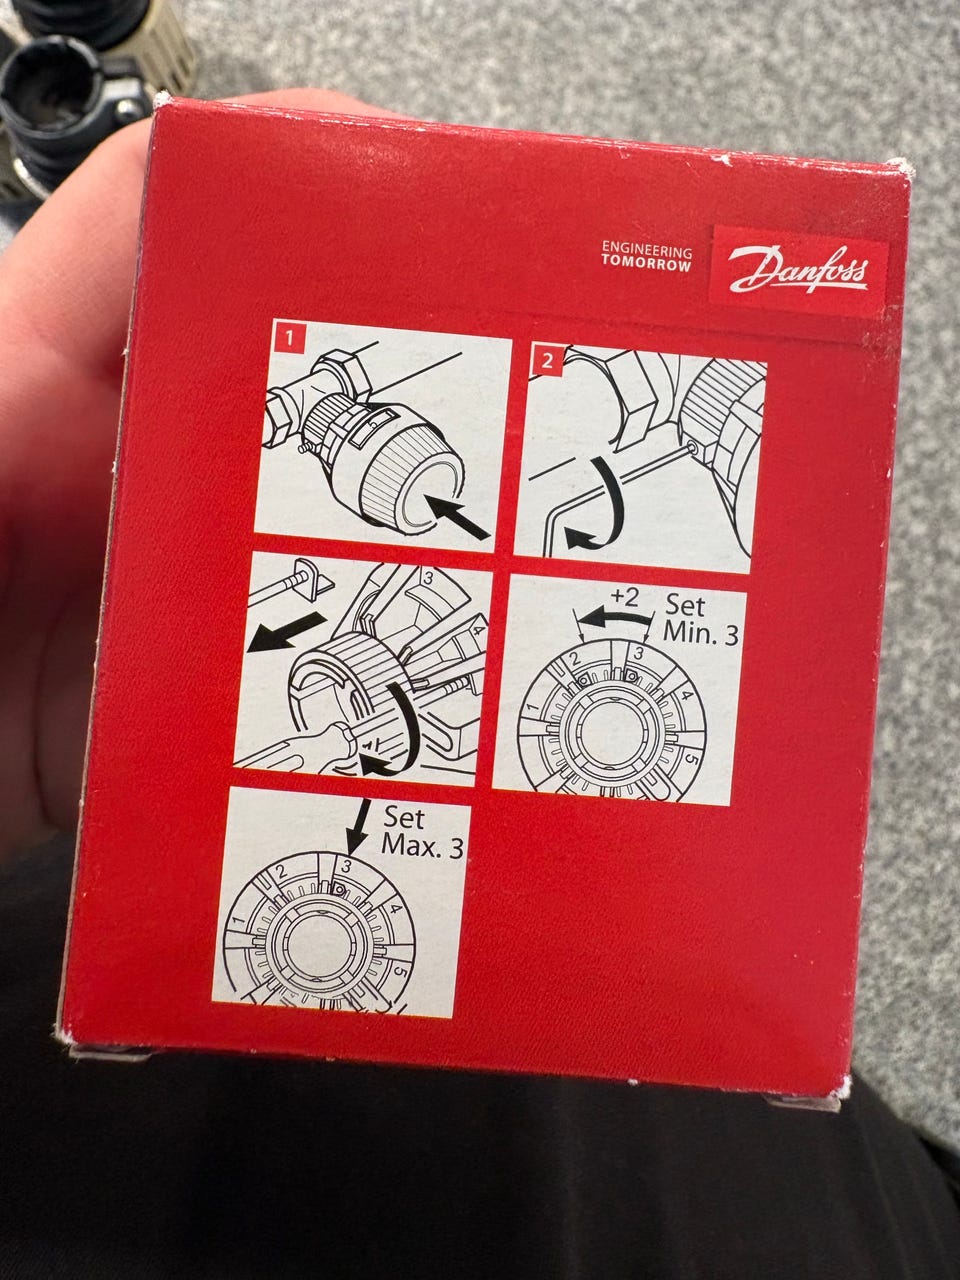 ENGINEERING
TOMORROW
Danfoss
1
2
3
4
+2
Set
Min. 3
1
2
3
4
5
Set
Max. 3
1
2
3
4
5